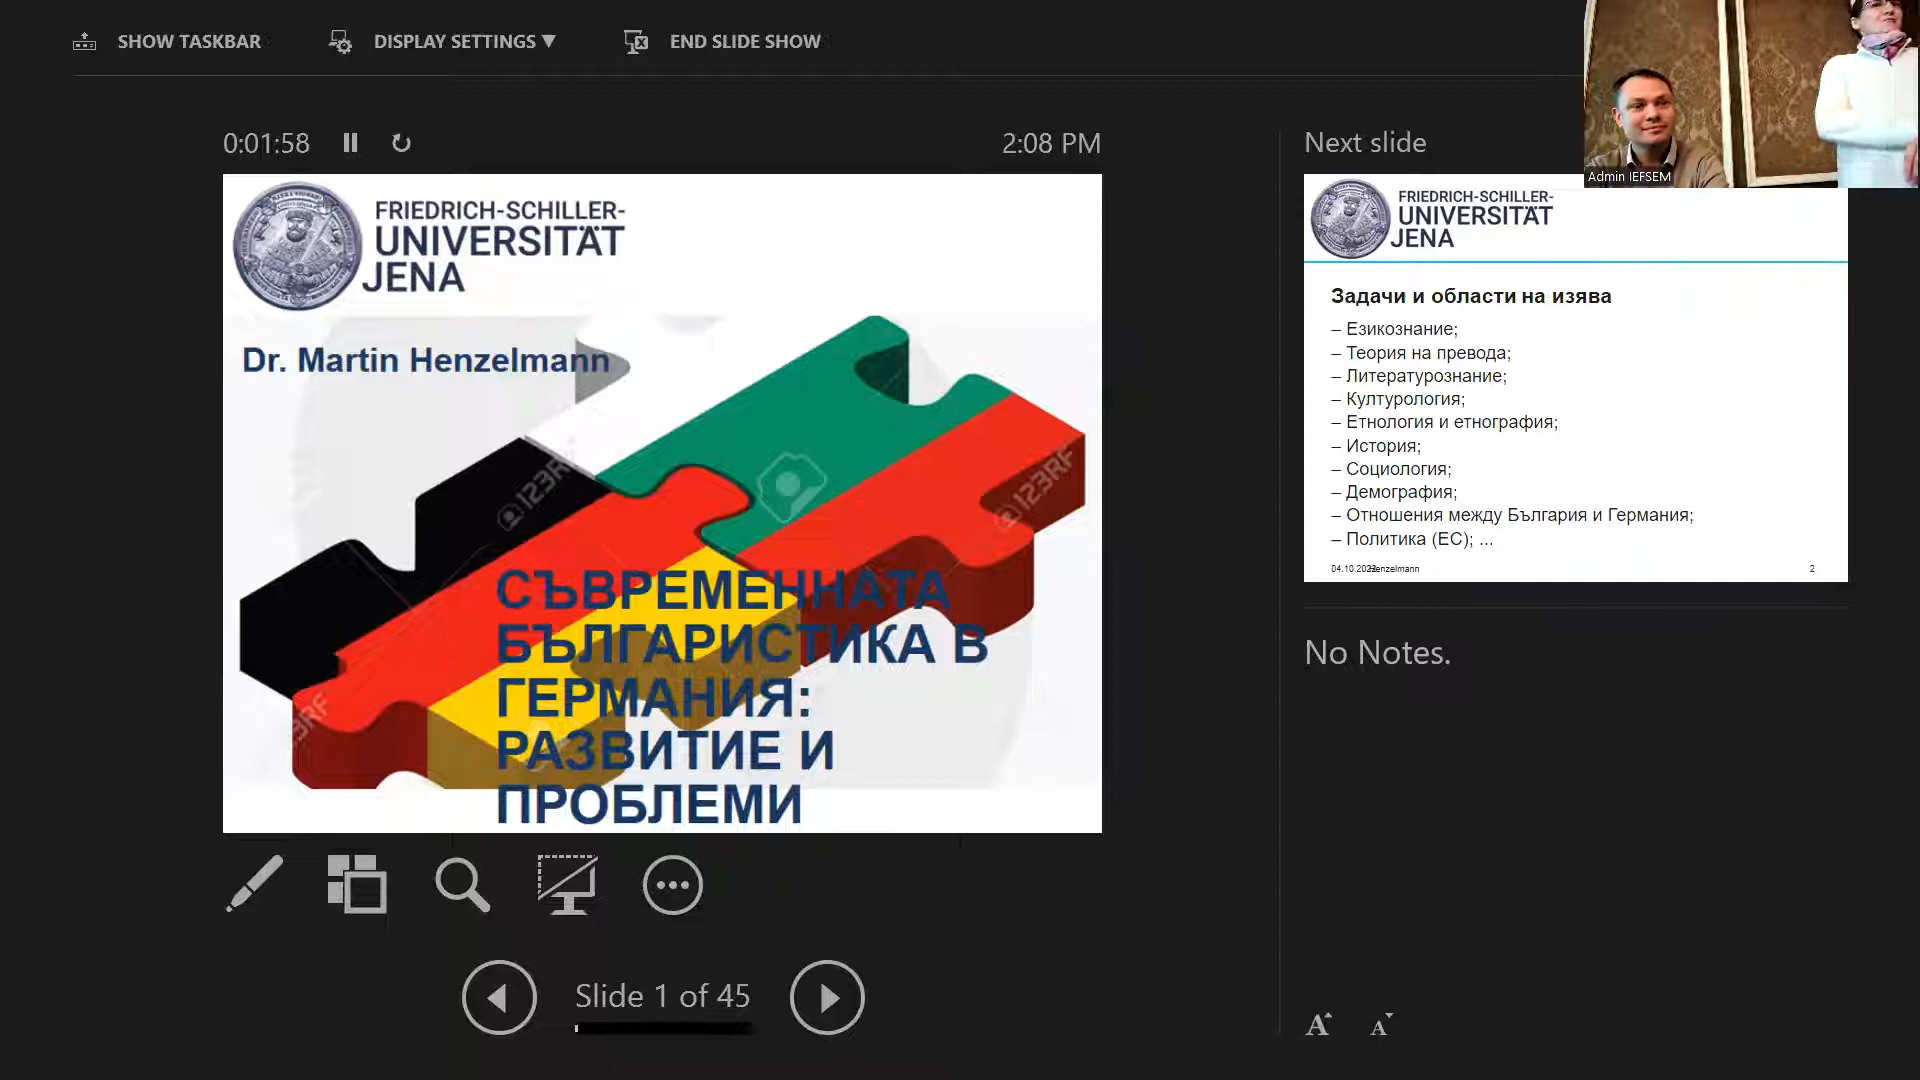 SHOW TASKBAR
DISPLAY SETTINGS ▼
END SLIDE SHOW
0:01:58
2:08 PM
Next slide
Admin IEFSEM
FRIEDRICH-SCHILLER-
UNIVERSITÄT
JENA
Dr. Martin Henzelmann
123RF
123RF
СЪВРЕМЕННАТА
БЪЛГАРИСТИКА В
ГЕРМАНИЯ:
РАЗВИТИЕ И
ПРОБЛЕМИ
FRIEDRICH-SCHILLER-
UNIVERSITÄT
JENA
Задачи и области на изява
– Езикознание;
– Теория на превода;
– Литературознание;
– Културология;
– Етнология и етнография;
– История;
– Социология;
– Демография;
– Отношения между България и Германия;
– Политика (ЕС); ...
Henzelmann
2
No Notes.
Slide 1 of 45
A A